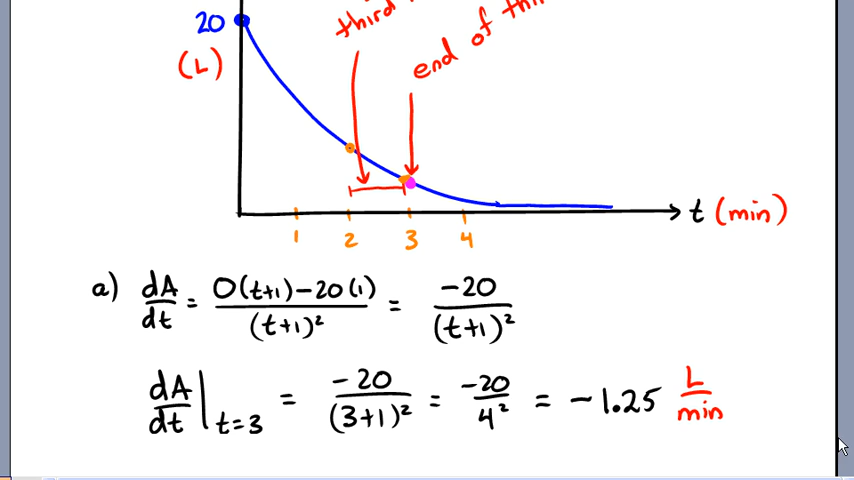 third
20
(L)
end of
t (min)
1 2 3 4
a) dA/dt = 0(t+1)-20(1)/(t+1)² = -20/(t+1)²
dA/dt|t=3 = -20/(3+1)² = -20/4² = -1.25 L/min